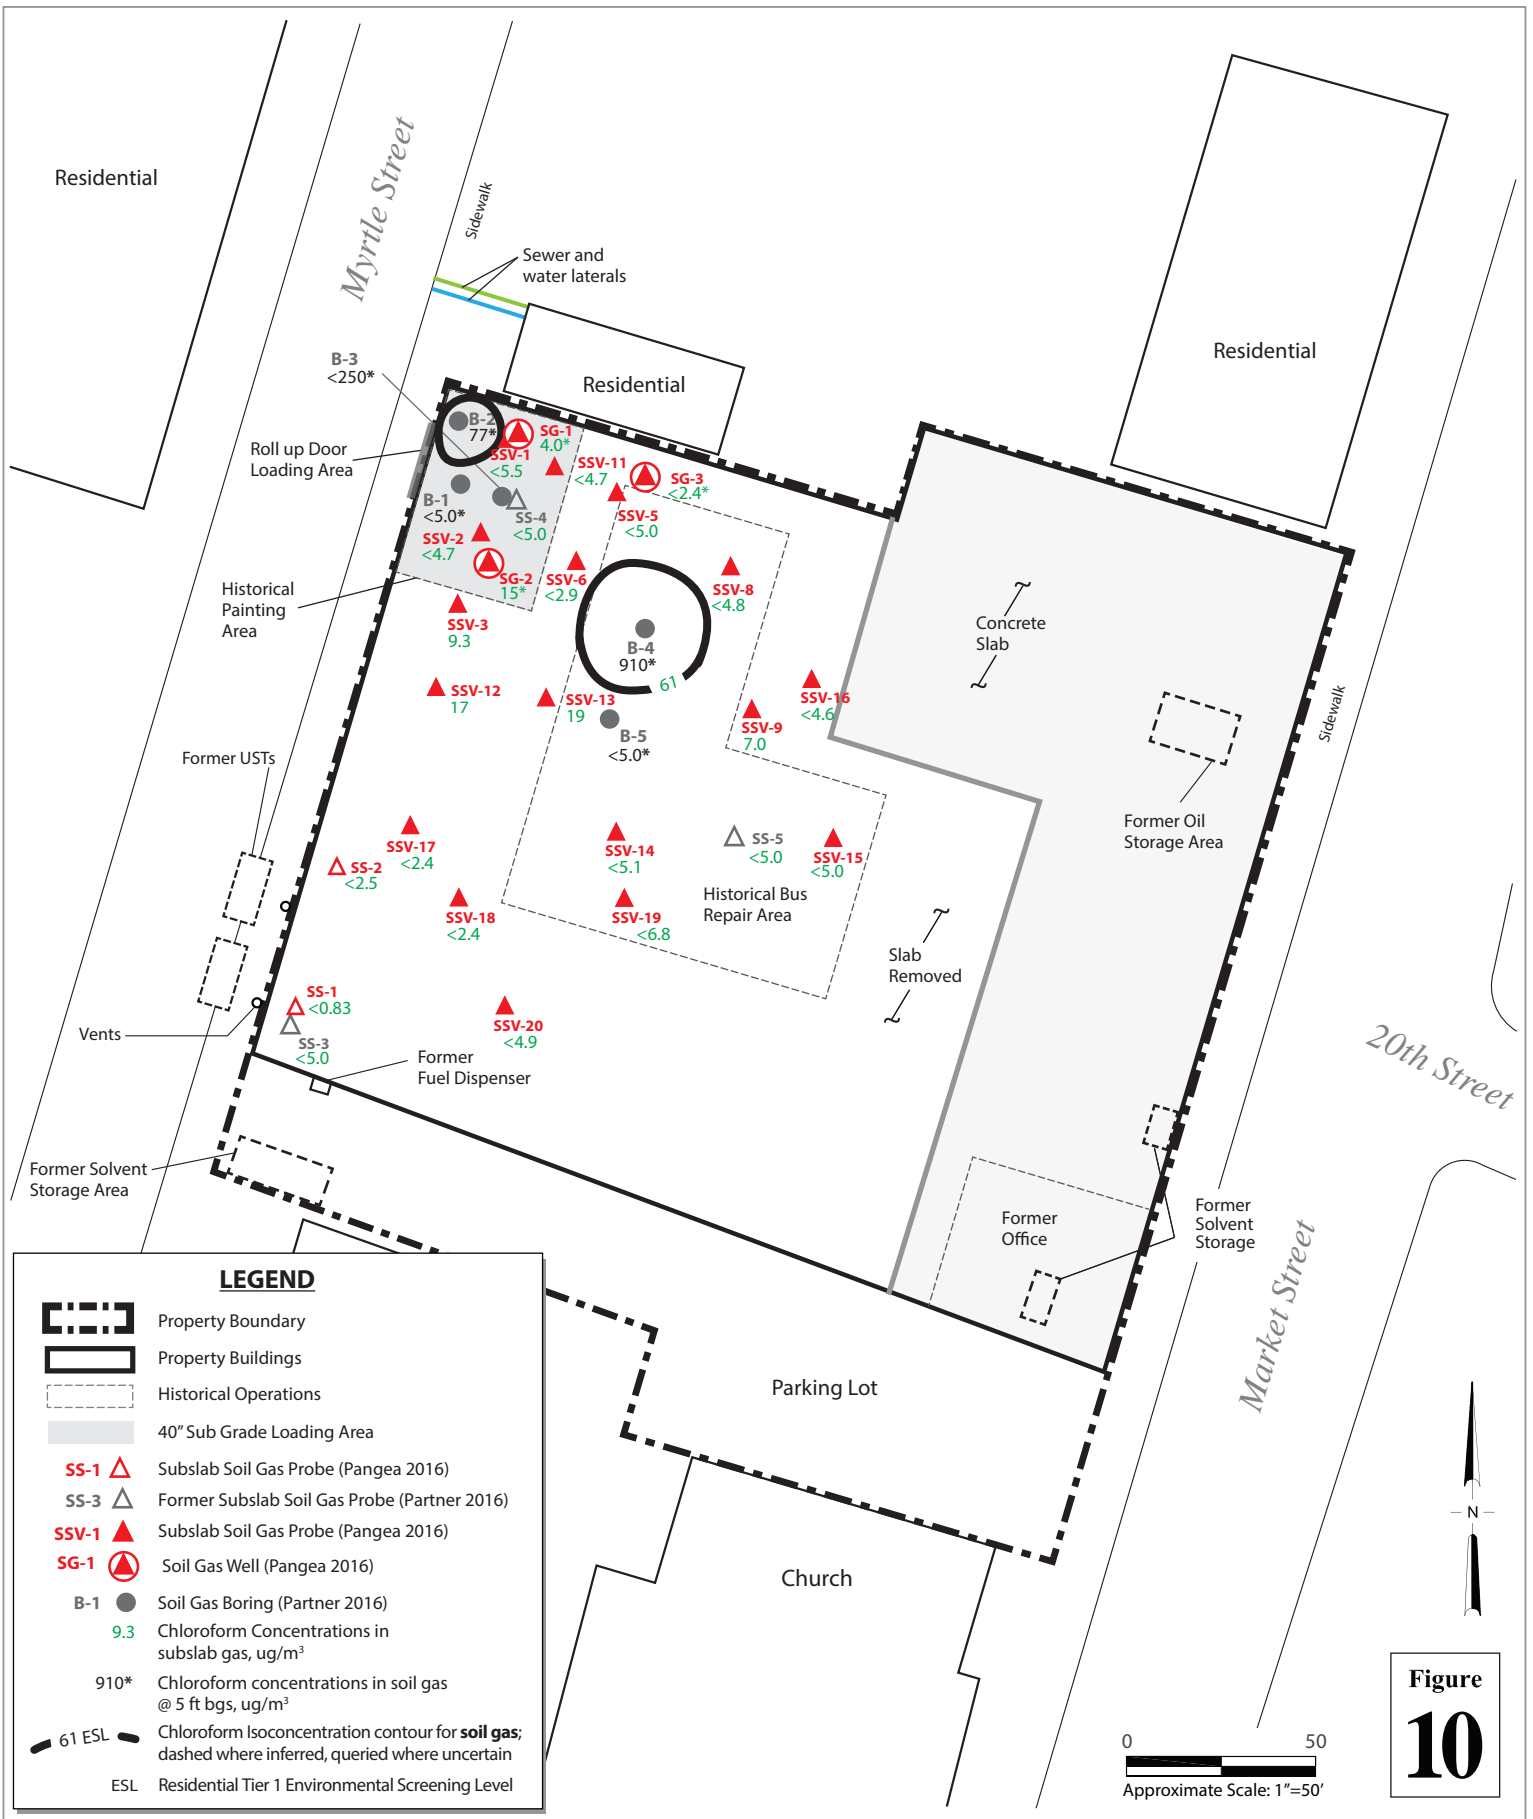 Residential
Myrtle Street
Sidewalk
Sewer and
water laterals
Residential
Residential
B-3
<250*
B-2
77*
SG-1
4.0*
Roll up Door
Loading Area
SSV-1
<5.5
SSV-11
<4.7
SG-3
<2.4*
B-1
<5.0*
SS-4
<5.0
SSV-5
<5.0
SSV-2
<4.7
SG-2
15*
SSV-6
<2.9
SSV-8
<4.8
Historical
Painting
Area
SSV-3
9.3
B-4
910*
61
Concrete
Slab
SSV-12
17
SSV-13
19
SSV-16
<4.6
SSV-9
7.0
B-5
<5.0*
Sidewalk
Former USTs
Former Oil
Storage Area
SSV-17
<2.4
SS-2
<2.5
SSV-14
<5.1
SS-5
<5.0
SSV-15
<5.0
Historical Bus
Repair Area
SSV-18
<2.4
SSV-19
<6.8
Slab
Removed
SS-1
<0.83
SS-3
<5.0
SSV-20
<4.9
Vents
Former
Fuel Dispenser
20th Street
Former Solvent
Storage Area
Former
Office
Former
Solvent
Storage
Market Street
Parking Lot
Church
LEGEND
Property Boundary
Property Buildings
Historical Operations
40” Sub Grade Loading Area
SS-1 Subslab Soil Gas Probe (Pangea 2016)
SS-3 Former Subslab Soil Gas Probe (Partner 2016)
SSV-1 Subslab Soil Gas Probe (Pangea 2016)
SG-1 Soil Gas Well (Pangea 2016)
B-1 Soil Gas Boring (Partner 2016)
9.3 Chloroform Concentrations in
subslab gas, ug/m³
910* Chloroform concentrations in soil gas
@ 5 ft bgs, ug/m³
61 ESL Chloroform Isoconcentration contour for soil gas;
dashed where inferred, queried where uncertain
ESL Residential Tier 1 Environmental Screening Level
N
0 50
Approximate Scale: 1”=50’
Figure
10